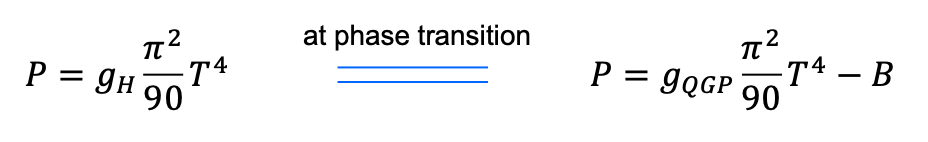 at phase transition
P = g_H π²/90 T⁴ P = g_QGP π²/90 T⁴ − B